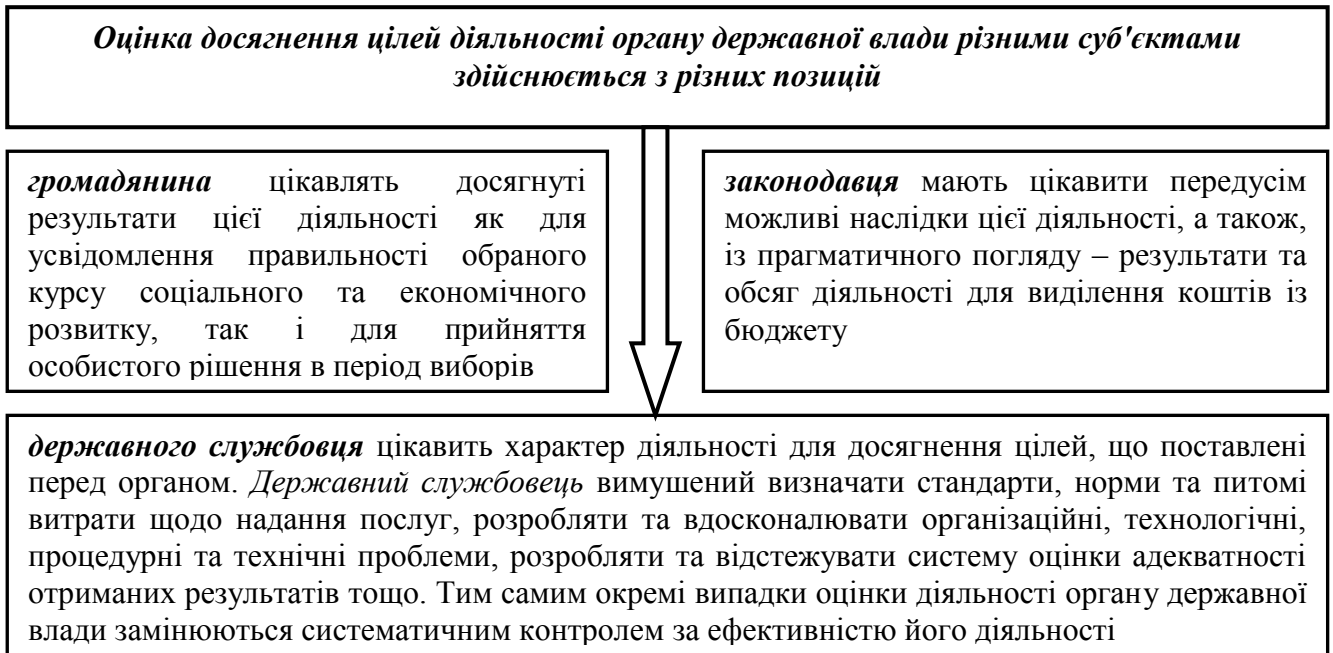 Оцінка досягнення цілей діяльності органу державної влади різними суб'єктами
здійснюється з різних позицій
громадянина цікавлять досягнуті
результати цієї діяльності як для
усвідомлення правильності обраного
курсу соціального та економічного
розвитку, так і для прийняття
особистого рішення в період виборів
законодавця мають цікавити передусім
можливі наслідки цієї діяльності, а також,
із прагматичного погляду – результати та
обсяг діяльності для виділення коштів із
бюджету
державного службовця цікавить характер діяльності для досягнення цілей, що поставлені
перед органом. Державний службовець вимушений визначати стандарти, норми та питомі
витрати щодо надання послуг, розробляти та вдосконалювати організаційні, технологічні,
процедурні та технічні проблеми, розробляти та відстежувати систему оцінки адекватності
отриманих результатів тощо. Тим самим окремі випадки оцінки діяльності органу державної
влади замінюються систематичним контролем за ефективністю його діяльності